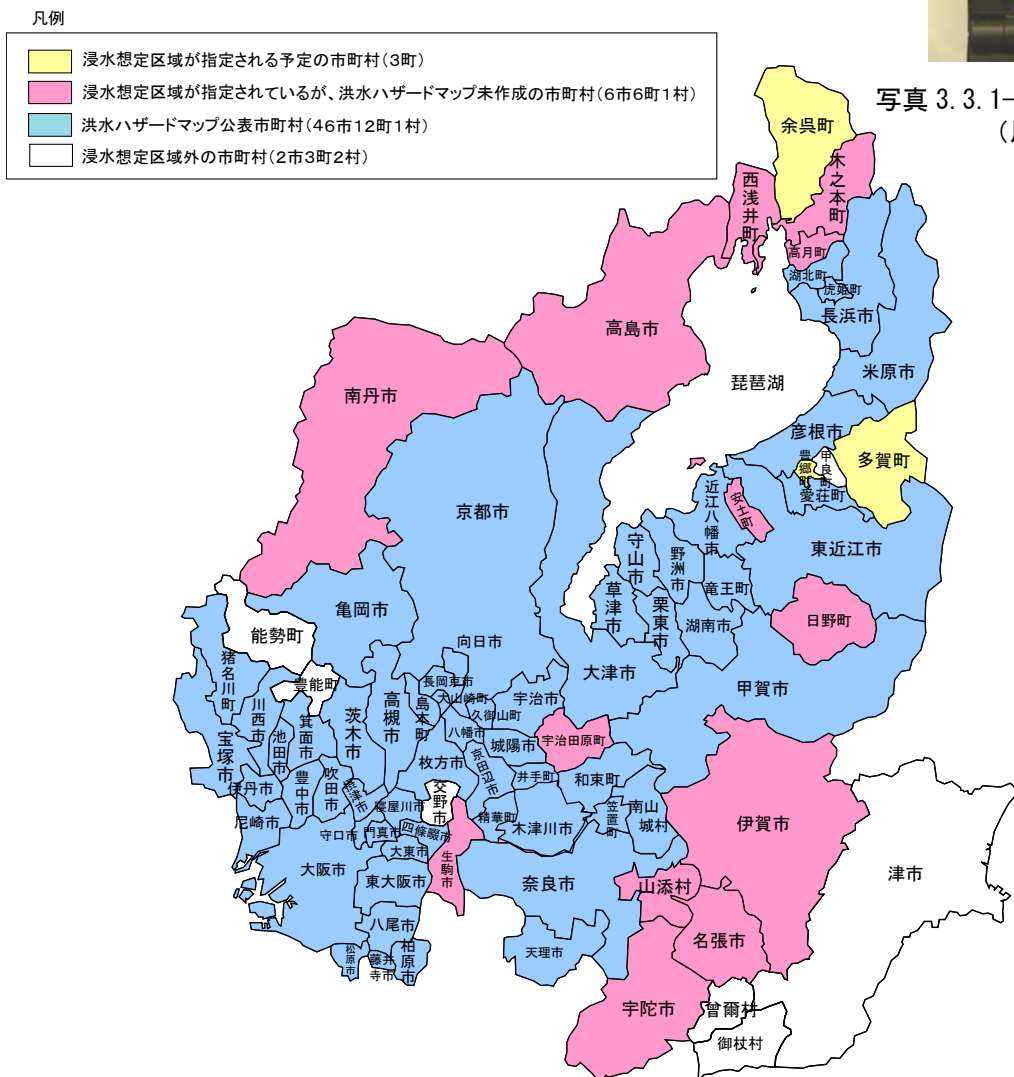 凡例
浸水想定区域が指定される予定の市町村(3町)
浸水想定区域が指定されているが、洪水ハザードマップ未作成の市町村(6市6町1村)
洪水ハザードマップ公表市町村(46市12町1村)
浸水想定区域外の市町村(2市3町2村)
写真 3.3.1-
余呉町
木之本町
西浅井町
高月町
湖北町
虎姫町
長浜市
高島市
米原市
琵琶湖
南丹市
彦根市
豊郷町
甲良町
多賀町
愛荘町
近江八幡市
安土町
京都市
東近江市
守山市
野洲市
竜王町
草津市
栗東市
湖南市
日野町
亀岡市
能勢町
向日市
猪名川町
豊能町
長岡京市
大山崎町
宇治市
大津市
甲賀市
川西市
箕面市
茨木市
高槻市
島本町
久御山町
八幡市
城陽市
宇治田原町
宝塚市
池田市
枚方市
京田辺市
井手町
和束町
伊丹市
豊中市
吹田市
摂津市
寝屋川市
交野市
精華町
木津川市
笠置町
南山城村
尼崎市
守口市
門真市
四條畷市
伊賀市
大阪市
大東市
生駒市
東大阪市
奈良市
山添村
津市
八尾市
松原市
藤井寺市
柏原市
天理市
名張市
宇陀市
曾爾村
御杖村